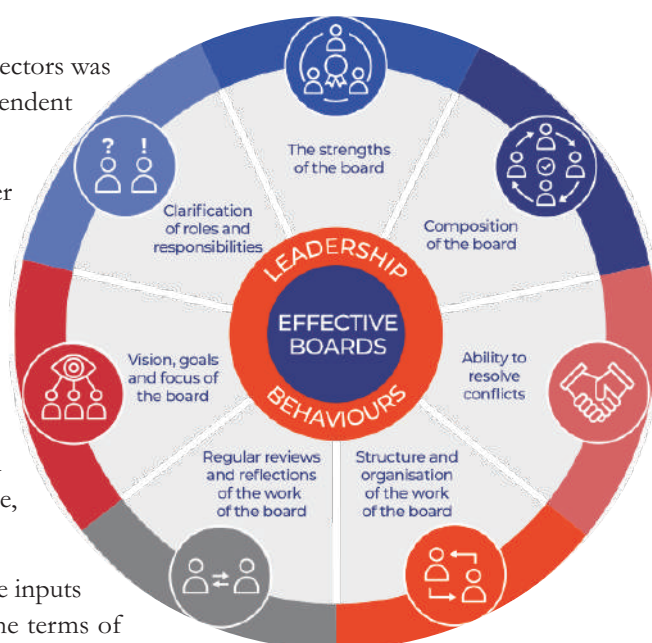 ectors was
pendent
er
e,
e inputs
ne terms of
The strengths
of the board
Composition
of the board
Ability to
resolve
conflicts
Structure and
organisation
of the work
of the board
Regular reviews
and reflections
of the work
of the board
Vision, goals
and focus of
the board
Clarification
of roles and
responsibilities
? !
LEADERSHIP
EFFECTIVE
BOARDS
BEHAVIOURS